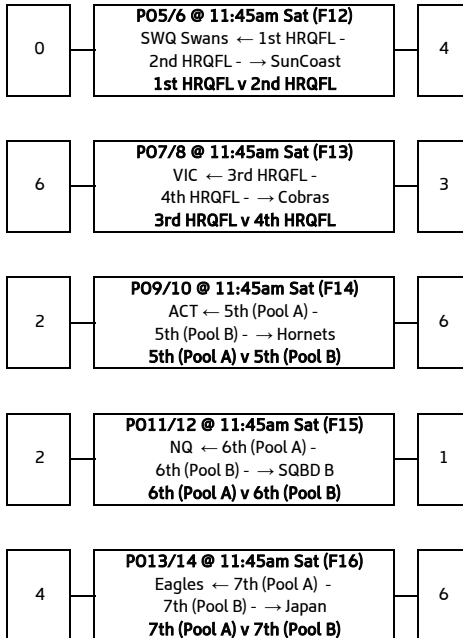 PO5/6 @ 11:45am Sat (F12)
0
SWQ Swans ← 1st HRQFL -
2nd HRQFL - → SunCoast
4
1st HRQFL v 2nd HRQFL
PO7/8 @ 11:45am Sat (F13)
6
VIC ← 3rd HRQFL -
4th HRQFL - → Cobras
3
3rd HRQFL v 4th HRQFL
PO9/10 @ 11:45am Sat (F14)
2
ACT ← 5th (Pool A) -
5th (Pool B) - → Hornets
6
5th (Pool A) v 5th (Pool B)
PO11/12 @ 11:45am Sat (F15)
2
NQ ← 6th (Pool A) -
6th (Pool B) - → SQBD B
1
6th (Pool A) v 6th (Pool B)
PO13/14 @ 11:45am Sat (F16)
4
Eagles ← 7th (Pool A) -
7th (Pool B) - → Japan
6
7th (Pool A) v 7th (Pool B)